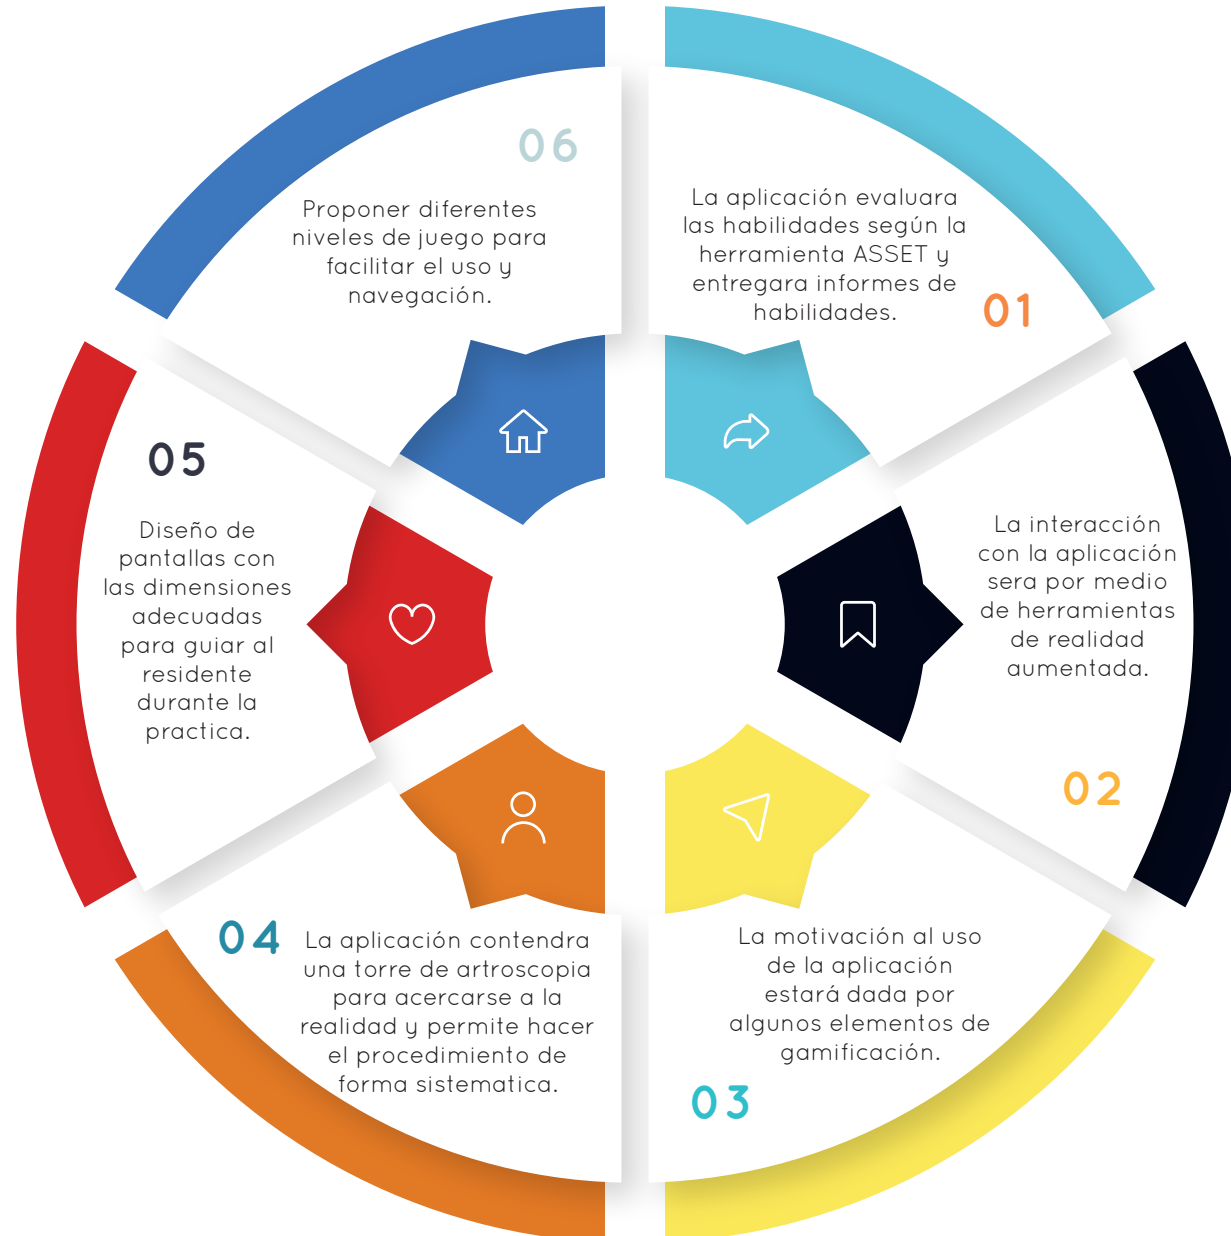 01
La aplicación evaluara
las habilidades según la
herramienta ASSET y
entregara informes de
habilidades.
02
La interacción
con la aplicación
sera por medio
de herramientas
de realidad
aumentada.
03
La motivación al uso
de la aplicación
estará dada por
algunos elementos de
gamificación.
04
La aplicación contendra
una torre de artroscopia
para acercarse a la
realidad y permite hacer
el procedimiento de
forma sistematica.
05
Diseño de
pantallas con
las dimensiones
adecuadas
para guiar al
residente
durante la
practica.
06
Proponer diferentes
niveles de juego para
facilitar el uso y
navegación.